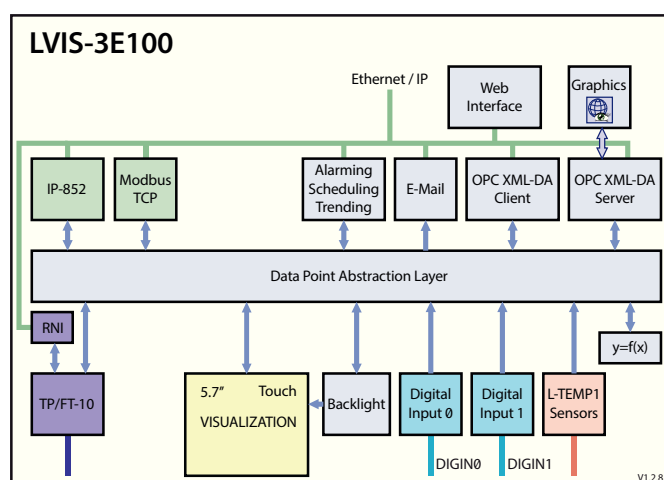 LVIS-3E100
Ethernet / IP
Web
Interface
Graphics
IP-852
Modbus
TCP
Alarming
Scheduling
Trending
E-Mail
OPC XML-DA
Client
OPC XML-DA
Server
Data Point Abstraction Layer
RNI
y=f(x)
TP/FT-10
5.7″ Touch
VISUALIZATION
Backlight
Digital
Input 0
Digital
Input 1
L-TEMP1
Sensors
DIGIN0
DIGIN1
V1.2.8